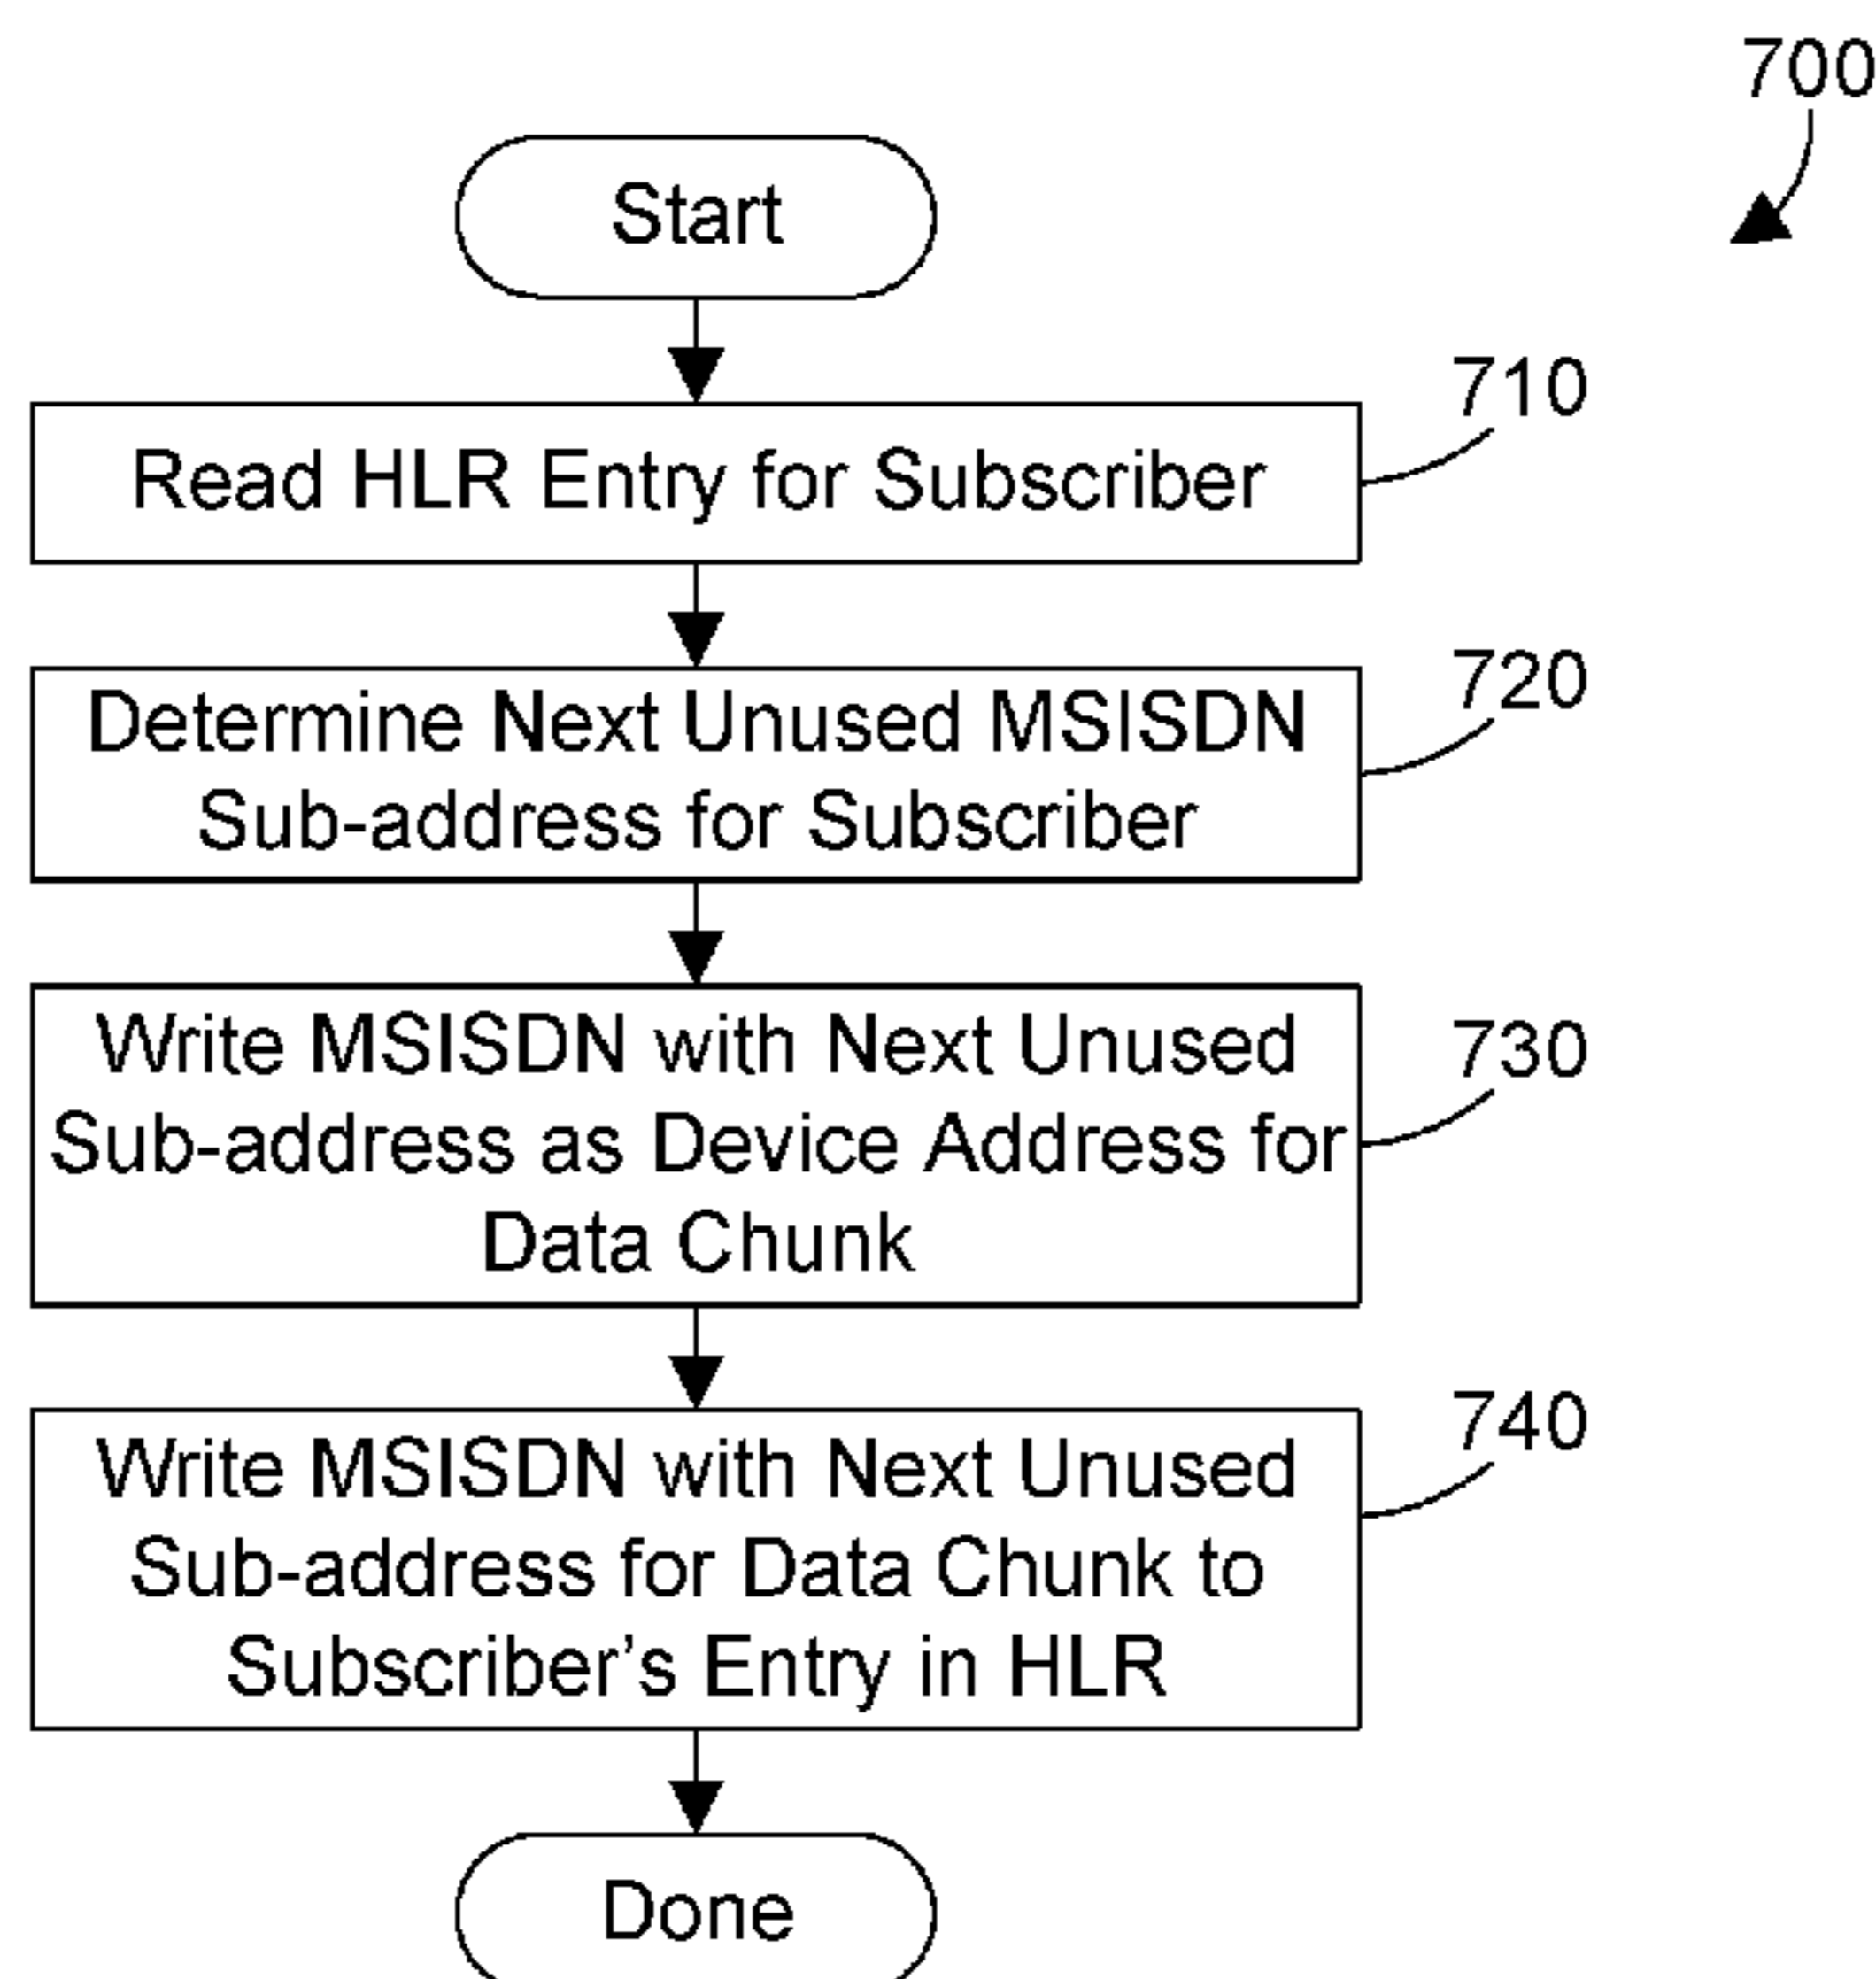 700
Start
710
Read HLR Entry for Subscriber
720
Determine Next Unused MSISDN
Sub-address for Subscriber
730
Write MSISDN with Next Unused
Sub-address as Device Address for
Data Chunk
740
Write MSISDN with Next Unused
Sub-address for Data Chunk to
Subscriber’s Entry in HLR
Done